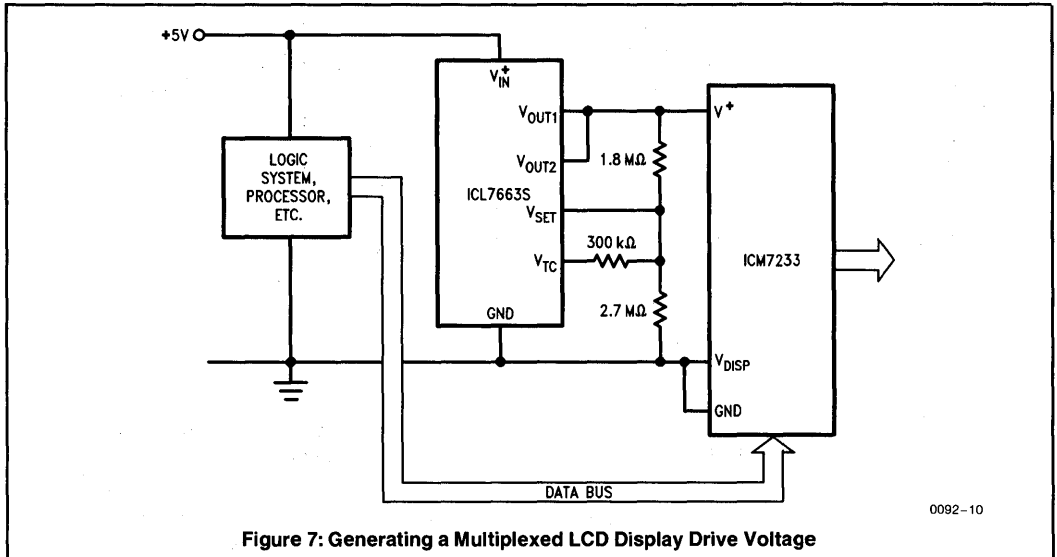 +5V
LOGIC
SYSTEM,
PROCESSOR,
ETC.
V+IN
VOUT1
VOUT2
ICL7663S
VSET
VTC
GND
1.8 MΩ
300 kΩ
2.7 MΩ
V+
ICM7233
VDISP
GND
DATA BUS
0092-10
Figure 7: Generating a Multiplexed LCD Display Drive Voltage